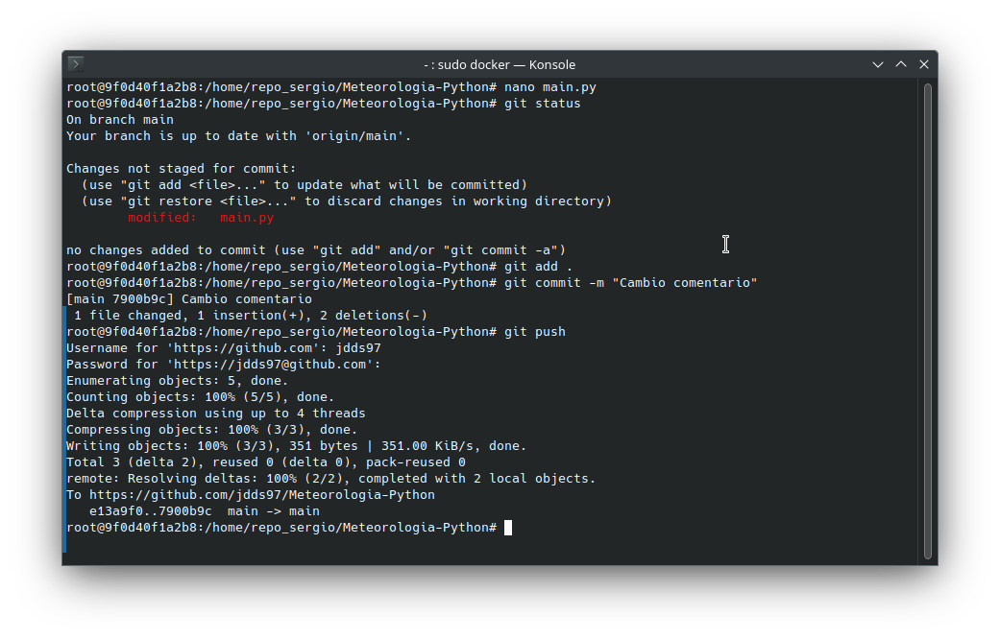 - : sudo docker — Konsole
root@9f0d40f1a2b8:/home/repo_sergio/Meteorologia-Python# nano main.py
root@9f0d40f1a2b8:/home/repo_sergio/Meteorologia-Python# git status
On branch main
Your branch is up to date with 'origin/main'.
Changes not staged for commit:
  (use "git add <file>..." to update what will be committed)
  (use "git restore <file>..." to discard changes in working directory)
        modified:   main.py
no changes added to commit (use "git add" and/or "git commit -a")
root@9f0d40f1a2b8:/home/repo_sergio/Meteorologia-Python# git add .
root@9f0d40f1a2b8:/home/repo_sergio/Meteorologia-Python# git commit -m "Cambio comentario"
[main 7900b9c] Cambio comentario
 1 file changed, 1 insertion(+), 2 deletions(-)
root@9f0d40f1a2b8:/home/repo_sergio/Meteorologia-Python# git push
Username for 'https://github.com': jdds97
Password for 'https://jdds97@github.com':
Enumerating objects: 5, done.
Counting objects: 100% (5/5), done.
Delta compression using up to 4 threads
Compressing objects: 100% (3/3), done.
Writing objects: 100% (3/3), 351 bytes | 351.00 KiB/s, done.
Total 3 (delta 2), reused 0 (delta 0), pack-reused 0
remote: Resolving deltas: 100% (2/2), completed with 2 local objects.
To https://github.com/jdds97/Meteorologia-Python
   e13a9f0..7900b9c  main -> main
root@9f0d40f1a2b8:/home/repo_sergio/Meteorologia-Python#